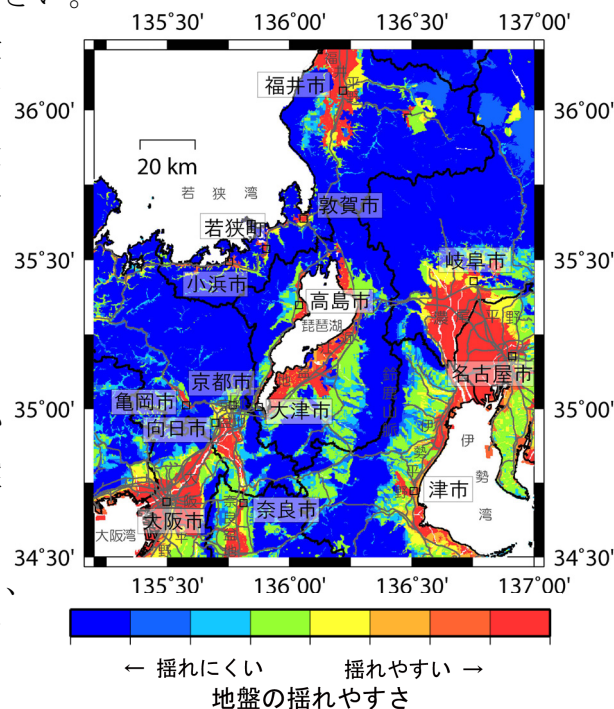 さい。
135°30' 136°00' 136°30' 137°00'
福井平野
福井市
36°00'
36°00'
20 km
若狭湾
敦賀市
若狭町
35°30'
35°30'
岐阜市
小浜市
高島市
琵琶湖
濃尾平野
名古屋市
京都市
鈴鹿山脈
亀岡市
大津市
35°00'
35°00'
向日市
伊勢平野
伊勢湾
津市
奈良市
奈良盆地
大阪市
大阪平野
大阪湾
34°30'
34°30'
135°30' 136°00' 136°30' 137°00'
、
← 揺れにくい 揺れやすい →
地盤の揺れやすさ